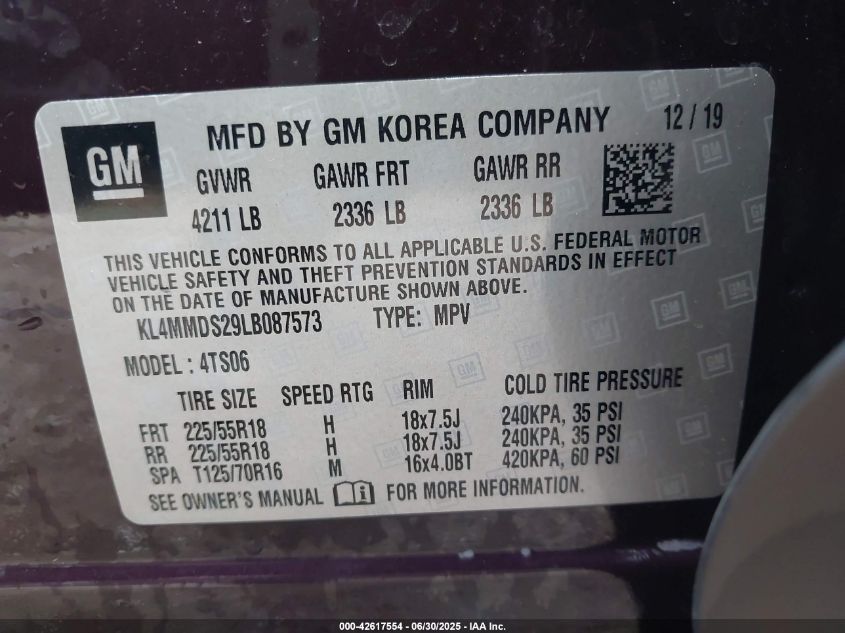 GM
MFD BY GM KOREA COMPANY 12 / 19
GVWR GAWR FRT GAWR RR
4211 LB 2336 LB 2336 LB
THIS VEHICLE CONFORMS TO ALL APPLICABLE U.S. FEDERAL MOTOR
VEHICLE SAFETY AND THEFT PREVENTION STANDARDS IN EFFECT
ON THE DATE OF MANUFACTURE SHOWN ABOVE.
KL4MMDS29LB087573 TYPE: MPV
MODEL : 4TS06
TIRE SIZE SPEED RTG RIM COLD TIRE PRESSURE
FRT 225/55R18 H 18x7.5J 240KPA, 35 PSI
RR 225/55R18 H 18x7.5J 240KPA, 35 PSI
SPA T125/70R16 M 16x4.0BT 420KPA, 60 PSI
SEE OWNER'S MANUAL FOR MORE INFORMATION.
000-42617554 - 06/30/2025 - IAA Inc.